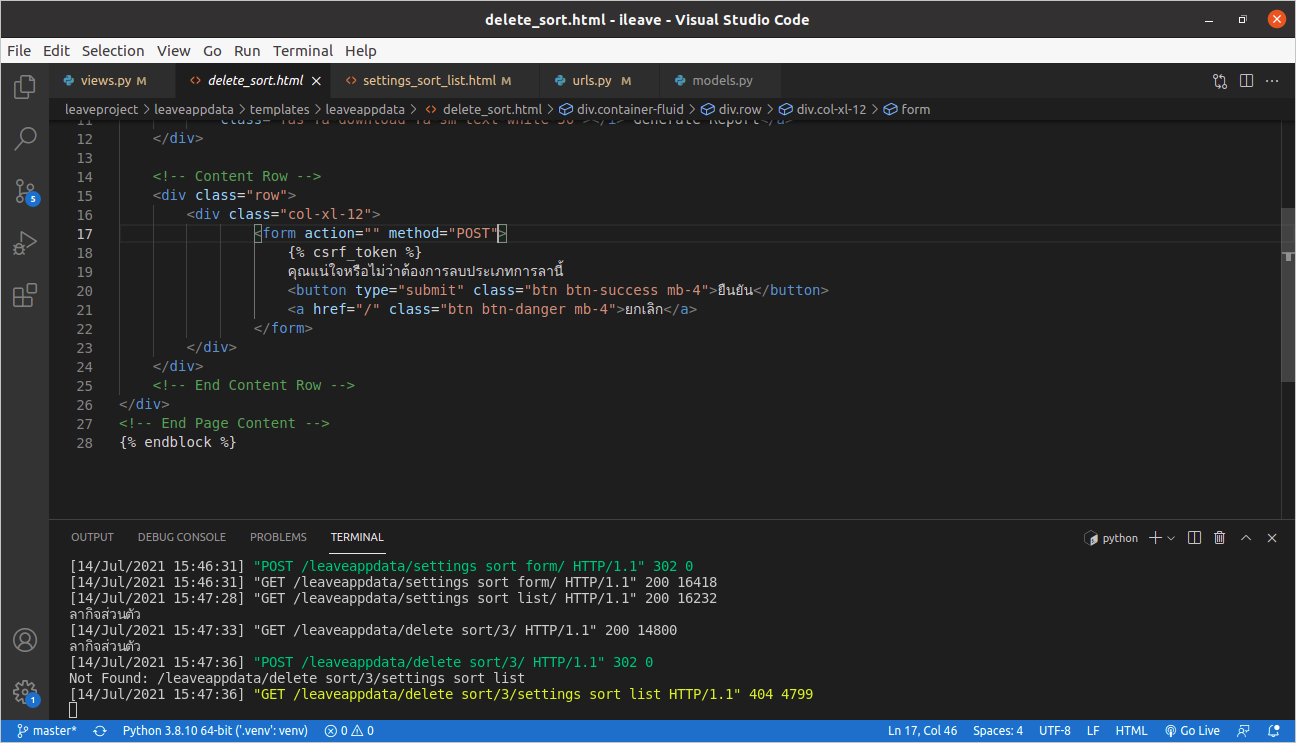 delete_sort.html - ileave - Visual Studio Code
File Edit Selection View Go Run Terminal Help
views.py M delete_sort.html settings_sort_list.html M urls.py M models.py
leaveproject > leaveappdata > templates > leaveappdata > delete_sort.html > div.container-fluid > div.row > div.col-xl-12 > form
11 class="fas fa-download fa-sm text-white-50"></i> Generate Report</a>
12 </div>
13
14 <!-- Content Row -->
15 <div class="row">
16 <div class="col-xl-12">
17 <form action="" method="POST">
18 {% csrf_token %}
19 คุณแน่ใจหรือไม่ว่าต้องการลบประเภทการลานี้
20 <button type="submit" class="btn btn-success mb-4">ยืนยัน</button>
21 <a href="/" class="btn btn-danger mb-4">ยกเลิก</a>
22 </form>
23 </div>
24 </div>
25 <!-- End Content Row -->
26 </div>
27 <!-- End Page Content -->
28 {% endblock %}
OUTPUT DEBUG CONSOLE PROBLEMS TERMINAL python
[14/Jul/2021 15:46:31] "POST /leaveappdata/settings sort form/ HTTP/1.1" 302 0
[14/Jul/2021 15:46:31] "GET /leaveappdata/settings sort form/ HTTP/1.1" 200 16418
[14/Jul/2021 15:47:28] "GET /leaveappdata/settings sort list/ HTTP/1.1" 200 16232
ลากิจส่วนตัว
[14/Jul/2021 15:47:33] "GET /leaveappdata/delete sort/3/ HTTP/1.1" 200 14800
ลากิจส่วนตัว
[14/Jul/2021 15:47:36] "POST /leaveappdata/delete sort/3/ HTTP/1.1" 302 0
Not Found: /leaveappdata/delete sort/3/settings sort list
[14/Jul/2021 15:47:36] "GET /leaveappdata/delete sort/3/settings sort list HTTP/1.1" 404 4799
5
1
master* Python 3.8.10 64-bit ('.venv': venv) 0 0 Ln 17, Col 46 Spaces: 4 UTF-8 LF HTML Go Live